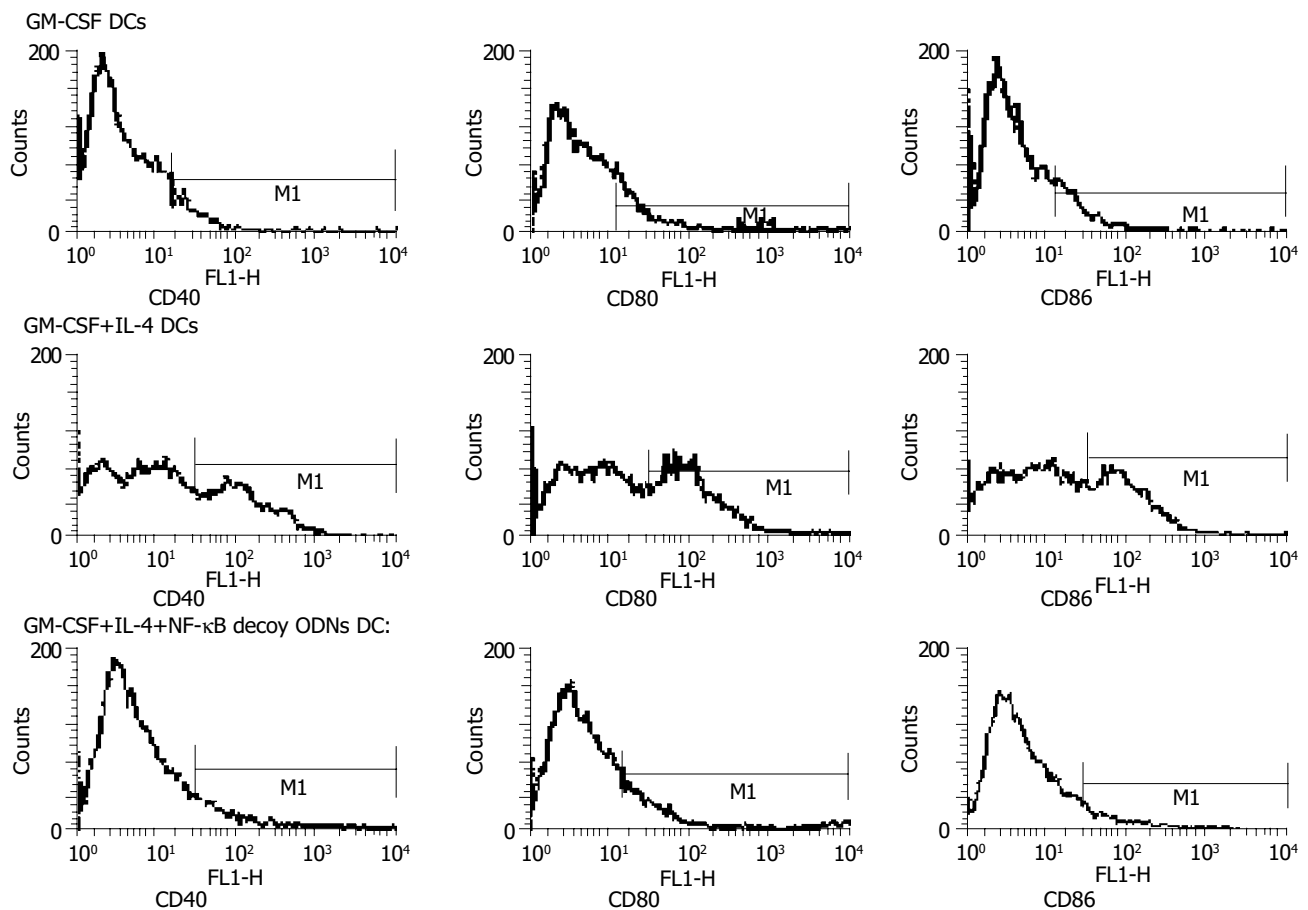 GM-CSF DCs
200 200 200
Counts Counts Counts
M1 M1 M1
0 0 0
10⁰ 10¹ 10² 10³ 10⁴ 10⁰ 10¹ 10² 10³ 10⁴ 10⁰ 10¹ 10² 10³ 10⁴
FL1-H FL1-H FL1-H
CD40 CD80 CD86
GM-CSF+IL-4 DCs
200 200 200
Counts Counts Counts
M1 M1 M1
0 0 0
10⁰ 10¹ 10² 10³ 10⁴ 10⁰ 10¹ 10² 10³ 10⁴ 10⁰ 10¹ 10² 10³ 10⁴
FL1-H FL1-H FL1-H
CD40 CD80 CD86
GM-CSF+IL-4+NF-κB decoy ODNs DC:
200 200 200
Counts Counts Counts
M1 M1 M1
0 0 0
10⁰ 10¹ 10² 10³ 10⁴ 10⁰ 10¹ 10² 10³ 10⁴ 10⁰ 10¹ 10² 10³ 10⁴
FL1-H FL1-H FL1-H
CD40 CD80 CD86